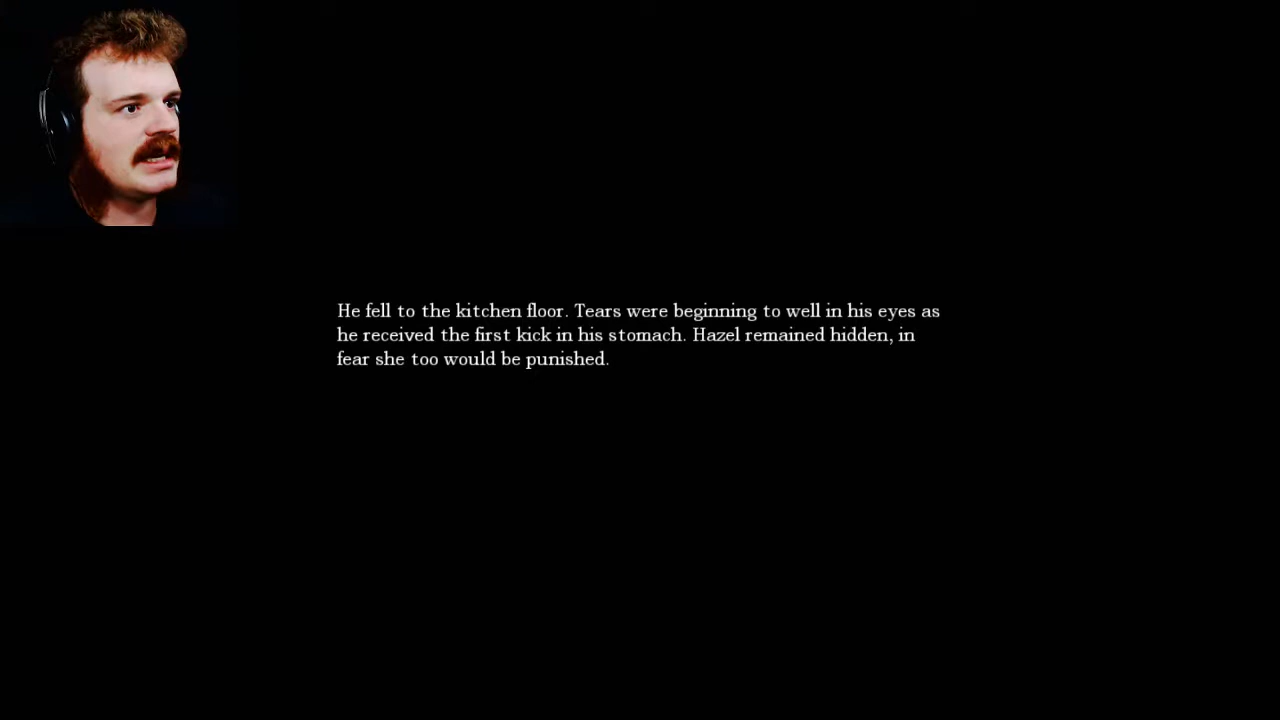 He fell to the kitchen floor. Tears were beginning to well in his eyes as
he received the first kick in his stomach. Hazel remained hidden, in
fear she too would be punished.